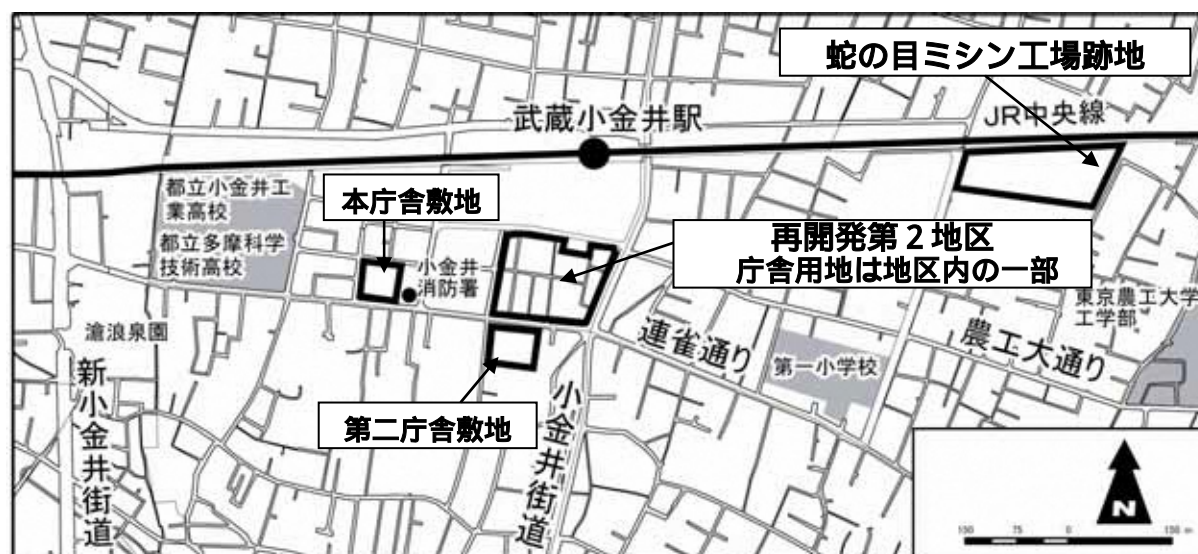 蛇の目ミシン工場跡地
JR中央線
武蔵小金井駅
都立小金井工
業高校
都立多摩科学
技術高校
本庁舎敷地
小金井
消防署
再開発第2地区
庁舎用地は地区内の一部
東京農工大学
工学部
滄浪泉園
新小金井街道
連雀通り
第一小学校
農工大通り
第二庁舎敷地
小金井街道
N
150 75 0 150 m